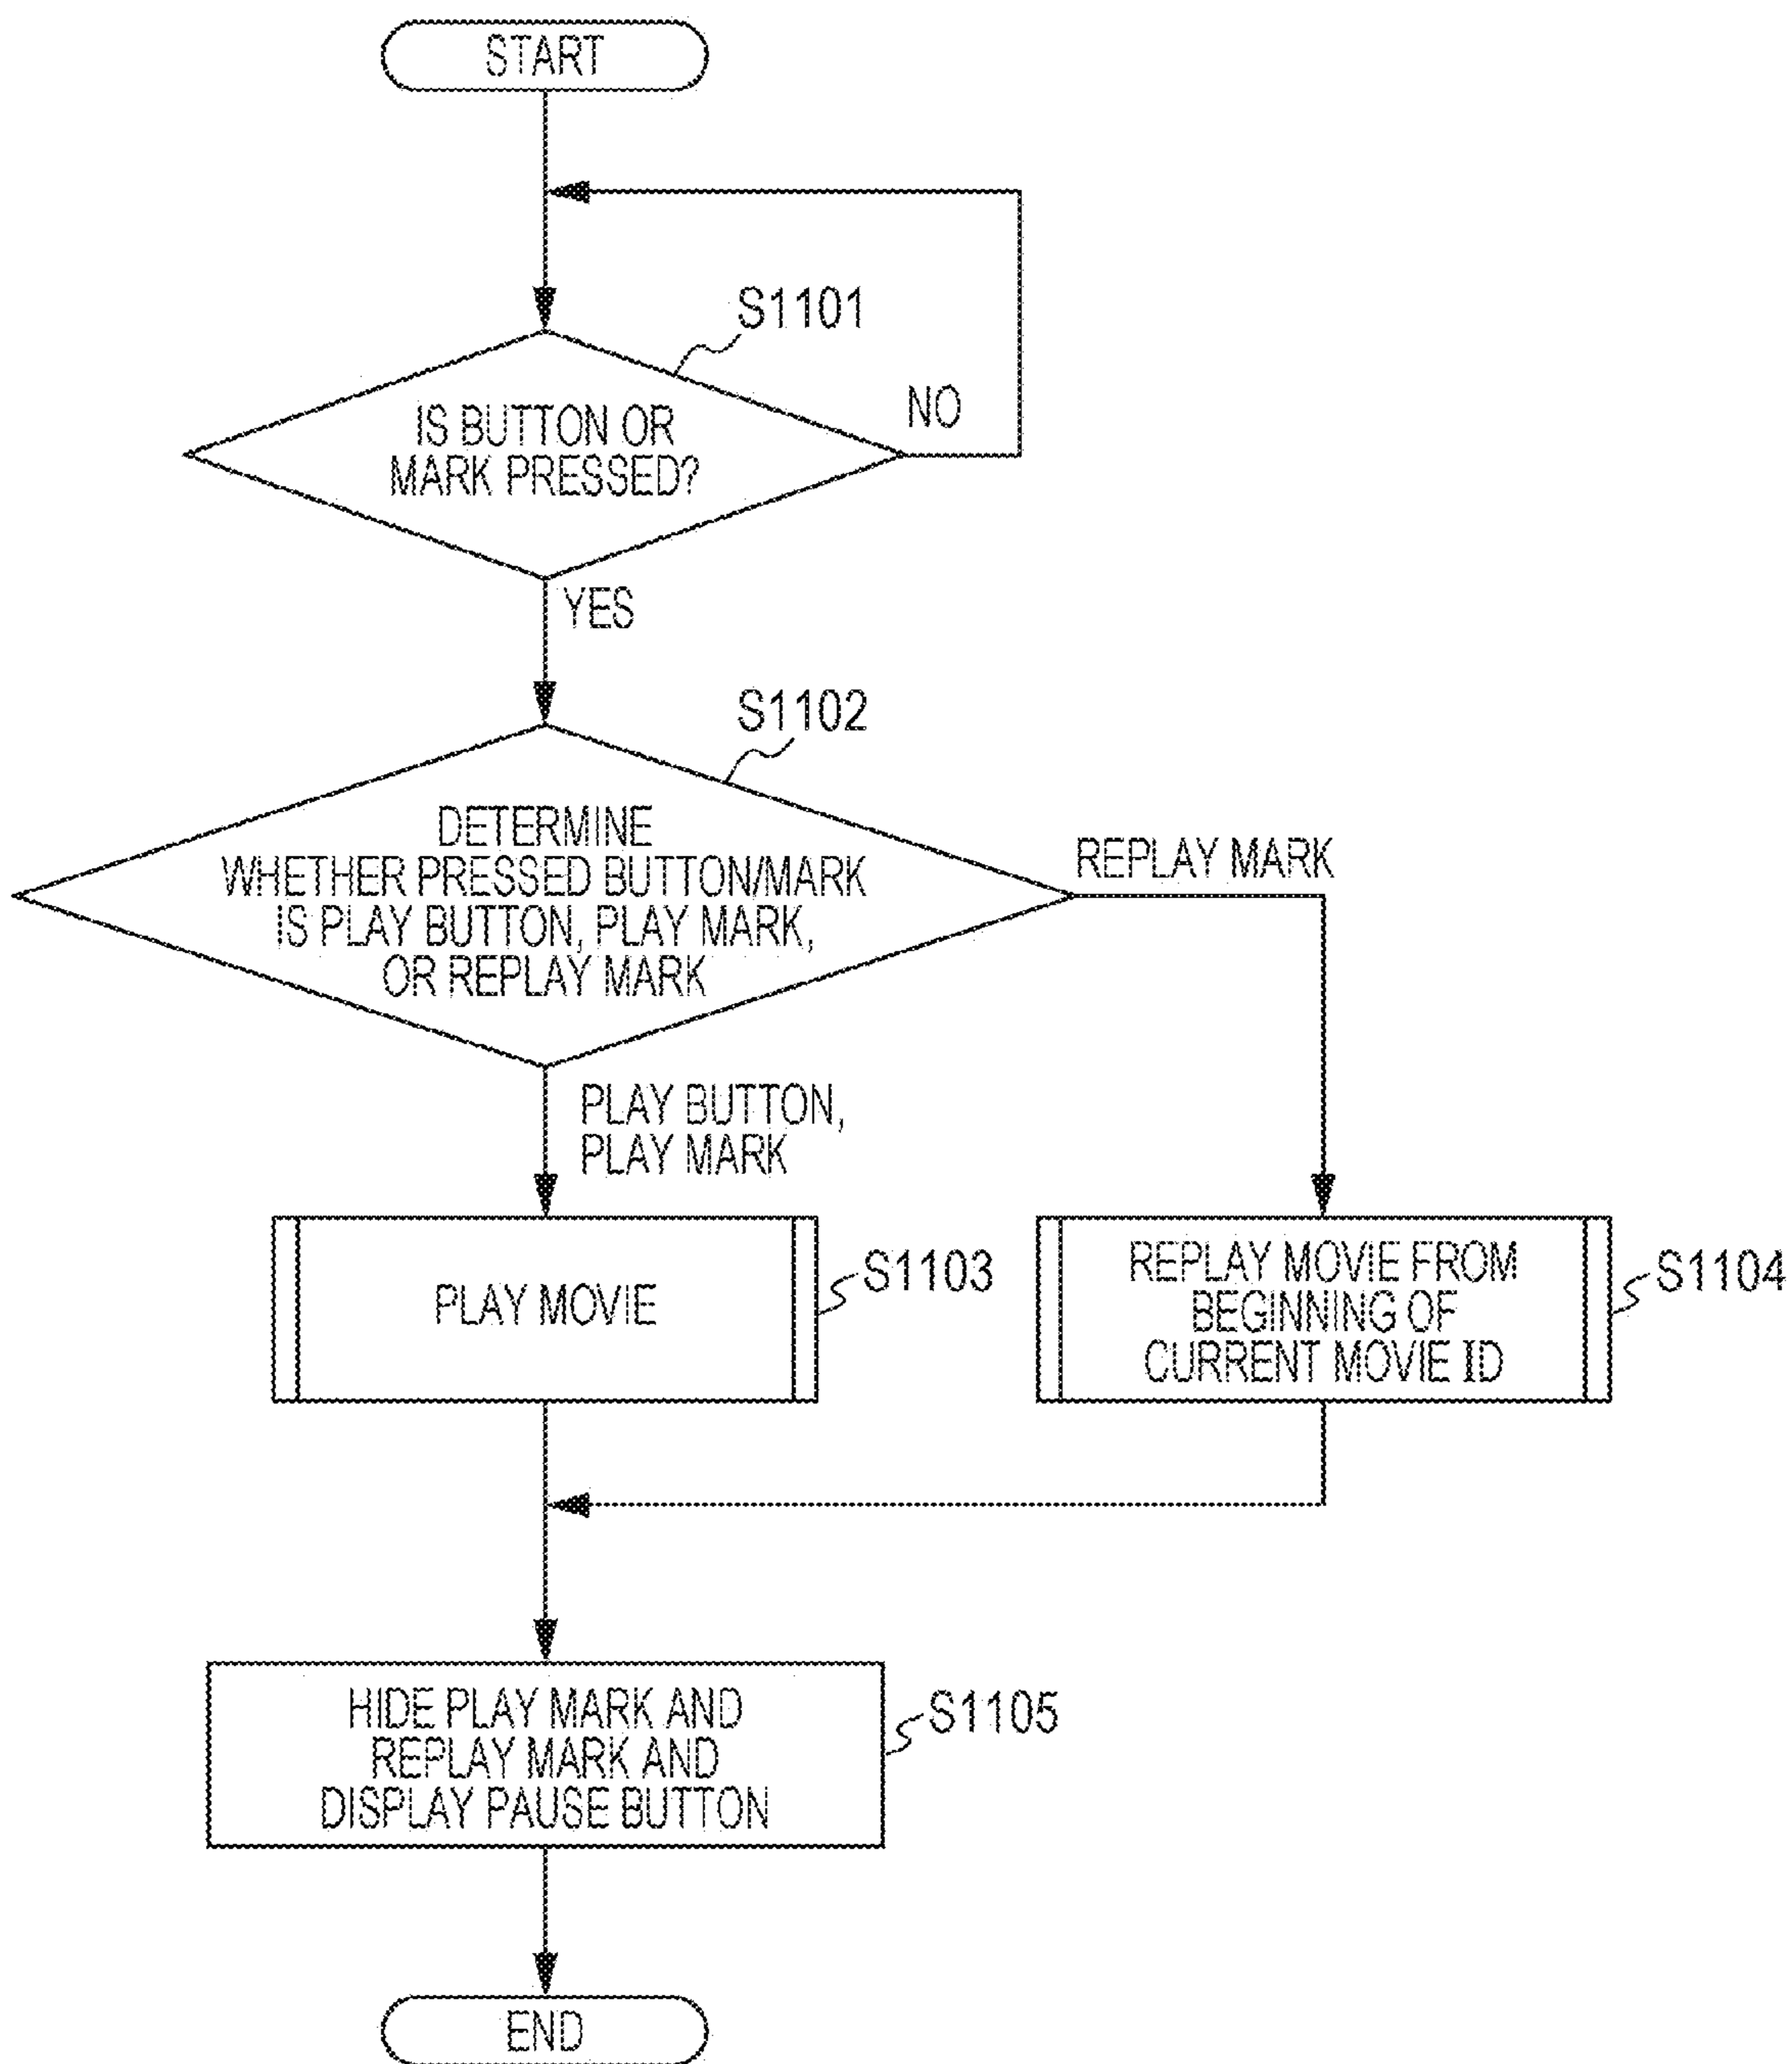 START
S1101
NO
IS BUTTON OR
MARK PRESSED?
YES
S1102
DETERMINE
WHETHER PRESSED BUTTON/MARK
IS PLAY BUTTON, PLAY MARK,
OR REPLAY MARK
REPLAY MARK
PLAY BUTTON,
PLAY MARK
PLAY MOVIE
S1103
REPLAY MOVIE FROM
BEGINNING OF
CURRENT MOVIE ID
S1104
HIDE PLAY MARK AND
REPLAY MARK AND
DISPLAY PAUSE BUTTON
S1105
END